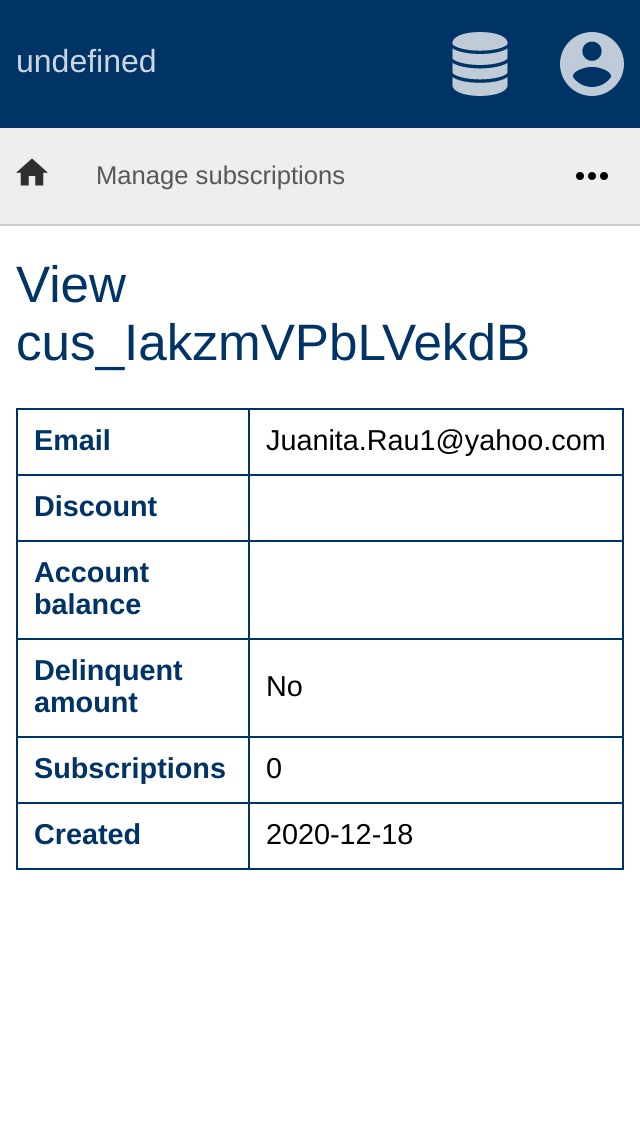 undefined
Manage subscriptions
View
cus_IakzmVPbLVekdB
Email Juanita.Rau1@yahoo.com
Discount
Account
balance
Delinquent
amount
No
Subscriptions 0
Created 2020-12-18